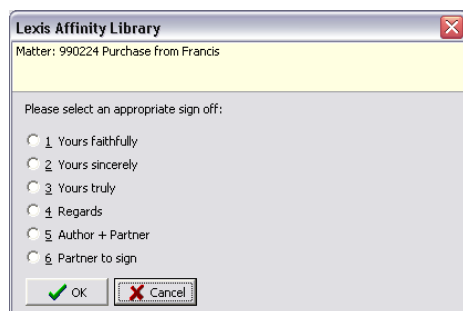 Lexis Affinity Library
Matter: 990224 Purchase from Francis
Please select an appropriate sign off:
1 Yours faithfully
2 Yours sincerely
3 Yours truly
4 Regards
5 Author + Partner
6 Partner to sign
OK Cancel